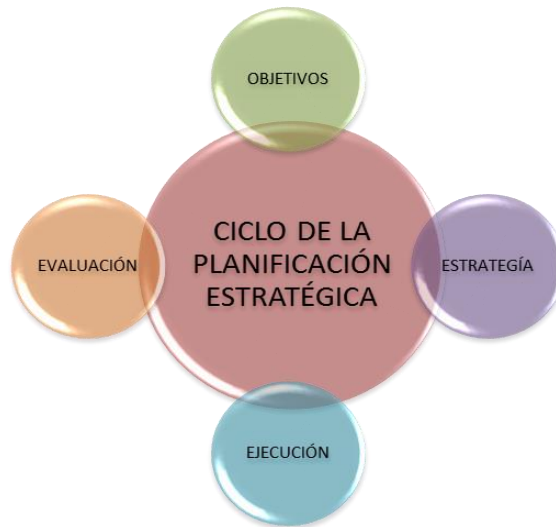 OBJETIVOS
CICLO DE LA
PLANIFICACIÓN
ESTRATÉGICA
EVALUACIÓN
ESTRATEGÍA
EJECUCIÓN